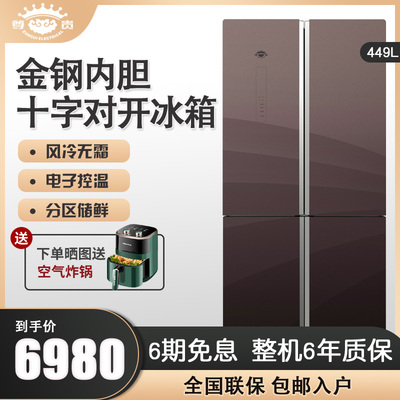 尊贵
449L
金钢内胆
十字对开冰箱
风冷无霜
电子控温
分区储鲜
送
下单晒图送
空气炸锅
到手价
6980
6期免息 整机6年质保
全国联保 包邮入户